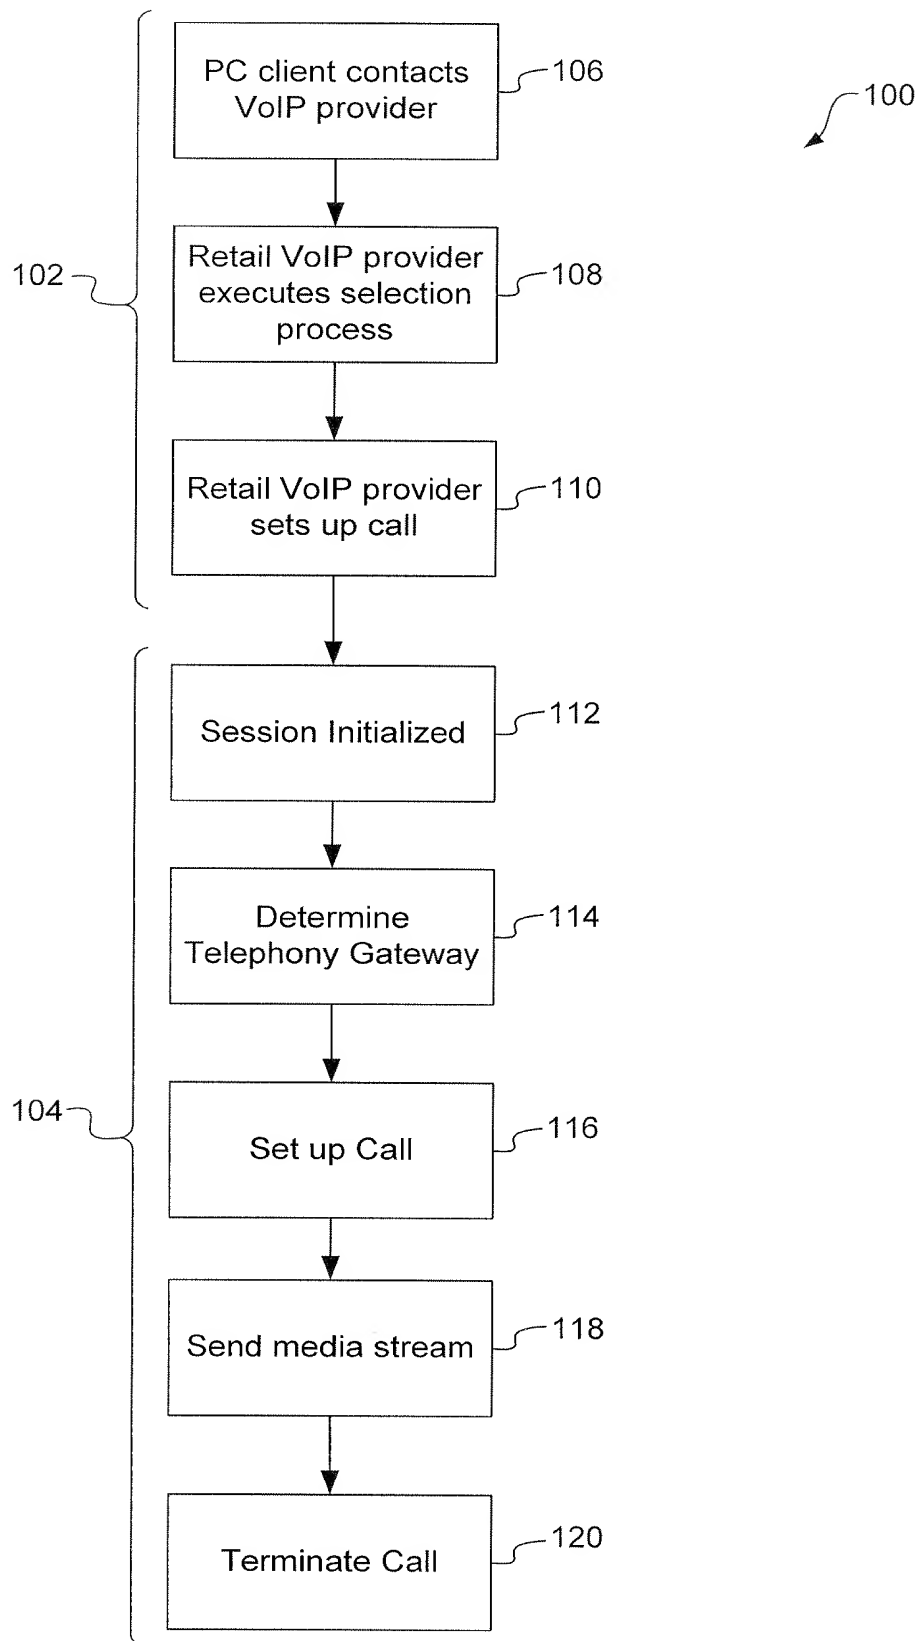 PC client contacts
VoIP provider
106
100
Retail VoIP provider
executes selection
process
108
102
Retail VoIP provider
sets up call
110
Session Initialized
112
Determine
Telephony Gateway
114
104
Set up Call
116
Send media stream
118
Terminate Call
120